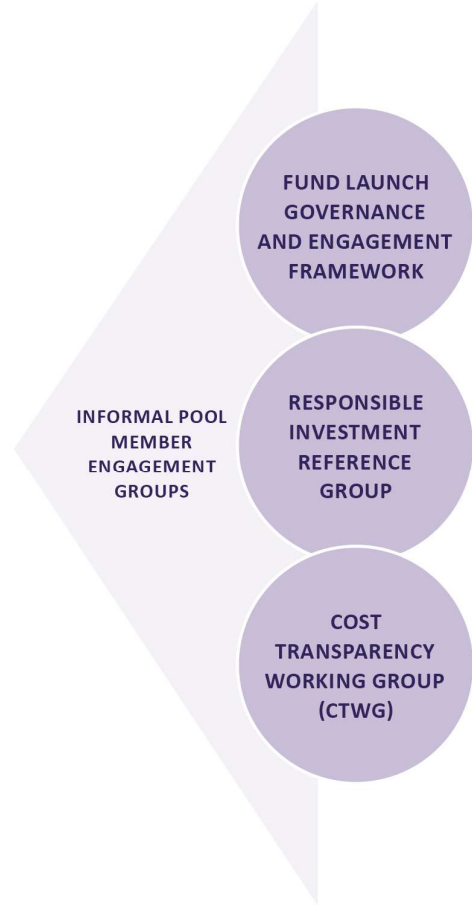 FUND LAUNCH
GOVERNANCE
AND ENGAGEMENT
FRAMEWORK
INFORMAL POOL
MEMBER
ENGAGEMENT
GROUPS
RESPONSIBLE
INVESTMENT
REFERENCE
GROUP
COST
TRANSPARENCY
WORKING GROUP
(CTWG)